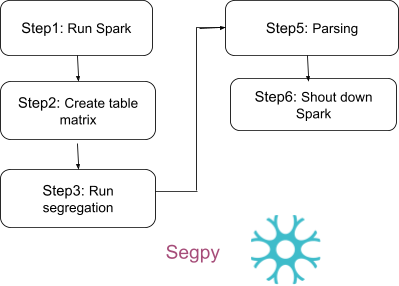 Step1: Run Spark
Step2: Create table
matrix
Step3: Run
segregation
Step5: Parsing
Step6: Shout down
Spark
Segpy